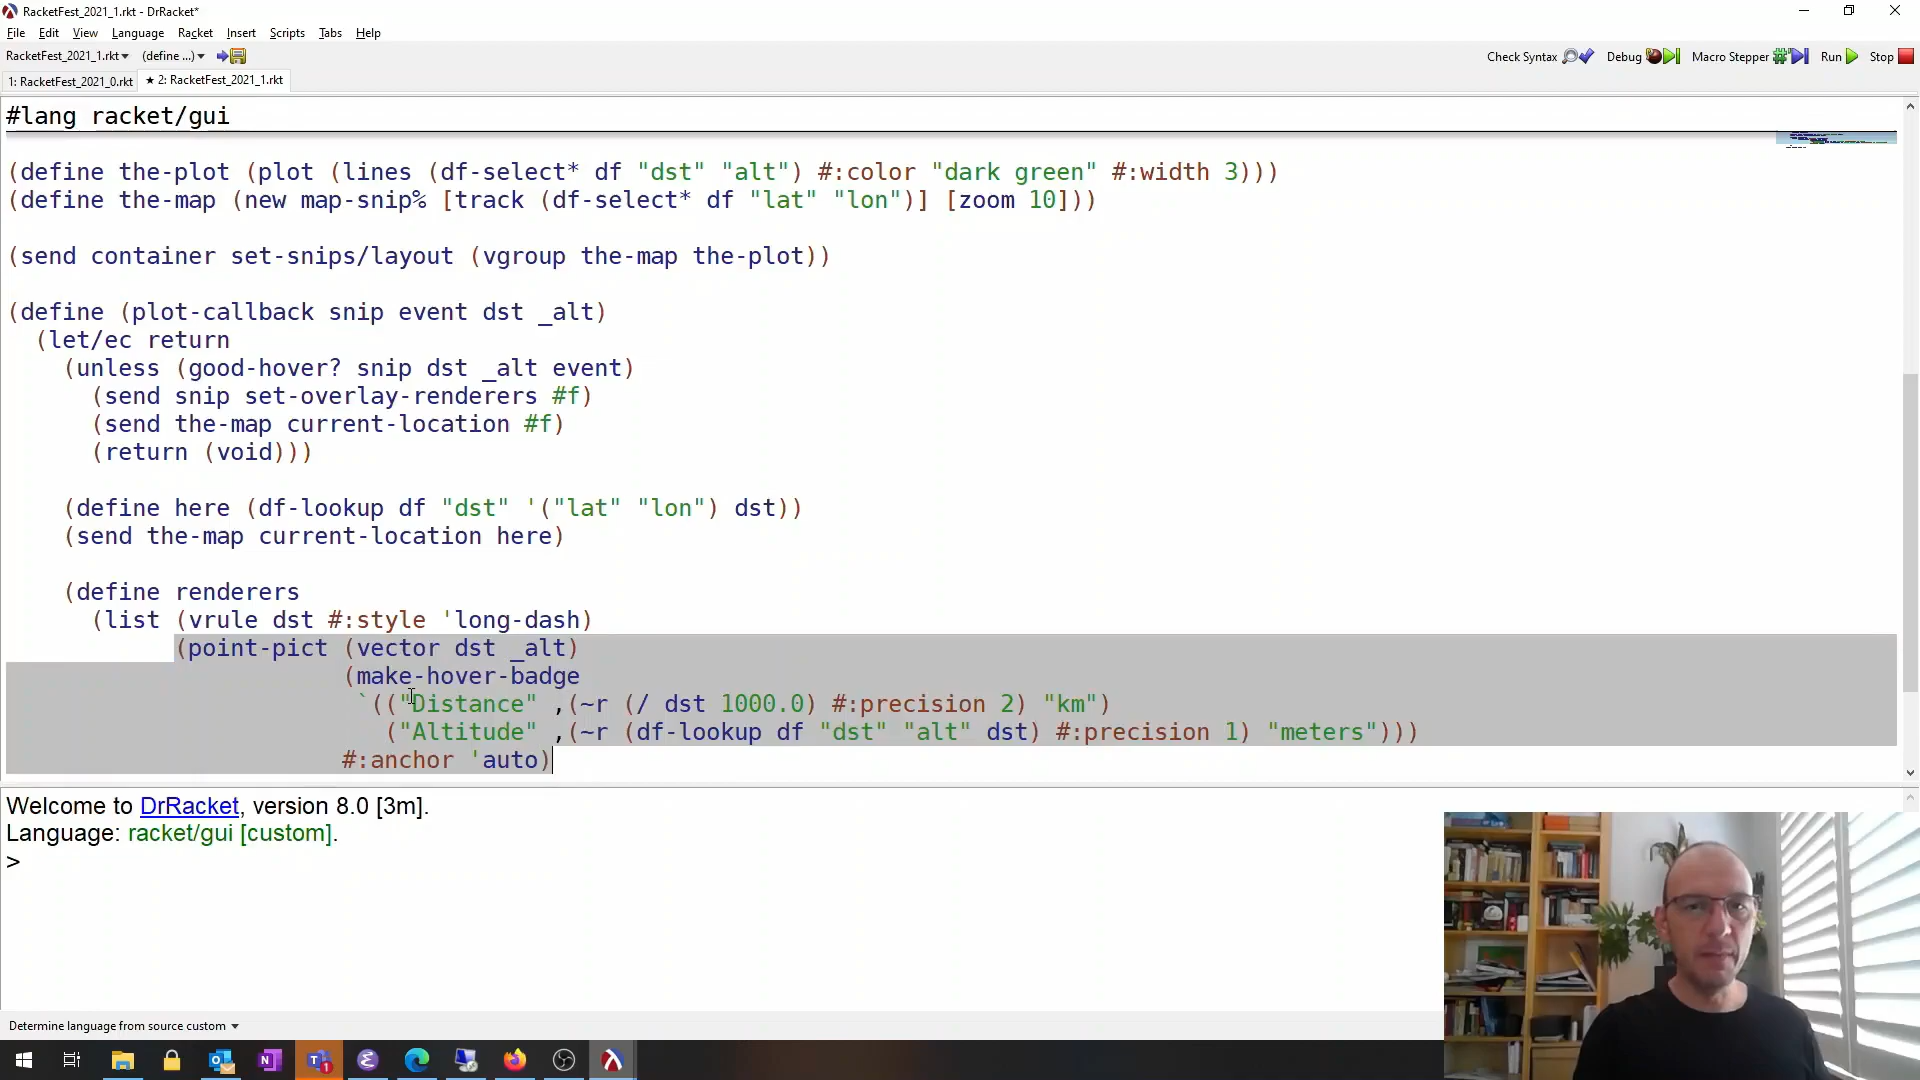 RacketFest_2021_1.rkt - DrRacket*
File Edit View Language Racket Insert Scripts Tabs Help
RacketFest_2021_1.rkt▾ (define ...)▾ Check Syntax Debug Macro Stepper Run Stop
1: RacketFest_2021_0.rkt ★ 2: RacketFest_2021_1.rkt
#lang racket/gui
(define the-plot (plot (lines (df-select* df "dst" "alt") #:color "dark green" #:width 3)))
(define the-map (new map-snip% [track (df-select* df "lat" "lon")] [zoom 10]))
(send container set-snips/layout (vgroup the-map the-plot))
(define (plot-callback snip event dst _alt)
(let/ec return
(unless (good-hover? snip dst _alt event)
(send snip set-overlay-renderers #f)
(send the-map current-location #f)
(return (void)))
(define here (df-lookup df "dst" '("lat" "lon") dst))
(send the-map current-location here)
(define renderers
(list (vrule dst #:style 'long-dash)
(point-pict (vector dst _alt)
(make-hover-badge
`(("Distance" ,(~r (/ dst 1000.0) #:precision 2) "km")
("Altitude" ,(~r (df-lookup df "dst" "alt" dst) #:precision 1) "meters")))
#:anchor 'auto)
Welcome to DrRacket, version 8.0 [3m].
Language: racket/gui [custom].
>
Determine language from source custom ▾